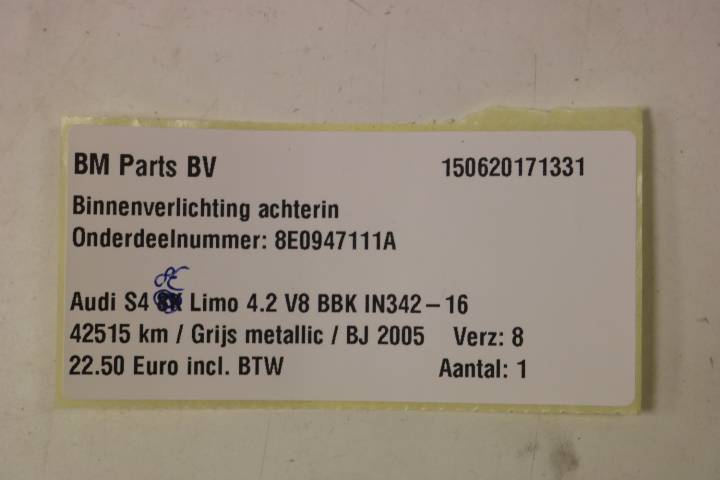 BM Parts BV 150620171331
Binnenverlichting achterin
Onderdeelnummer: 8E0947111A
8E
Audi S4 Limo 4.2 V8 BBK IN342-16
42515 km / Grijs metallic / BJ 2005 Verz: 8
22.50 Euro incl. BTW Aantal: 1